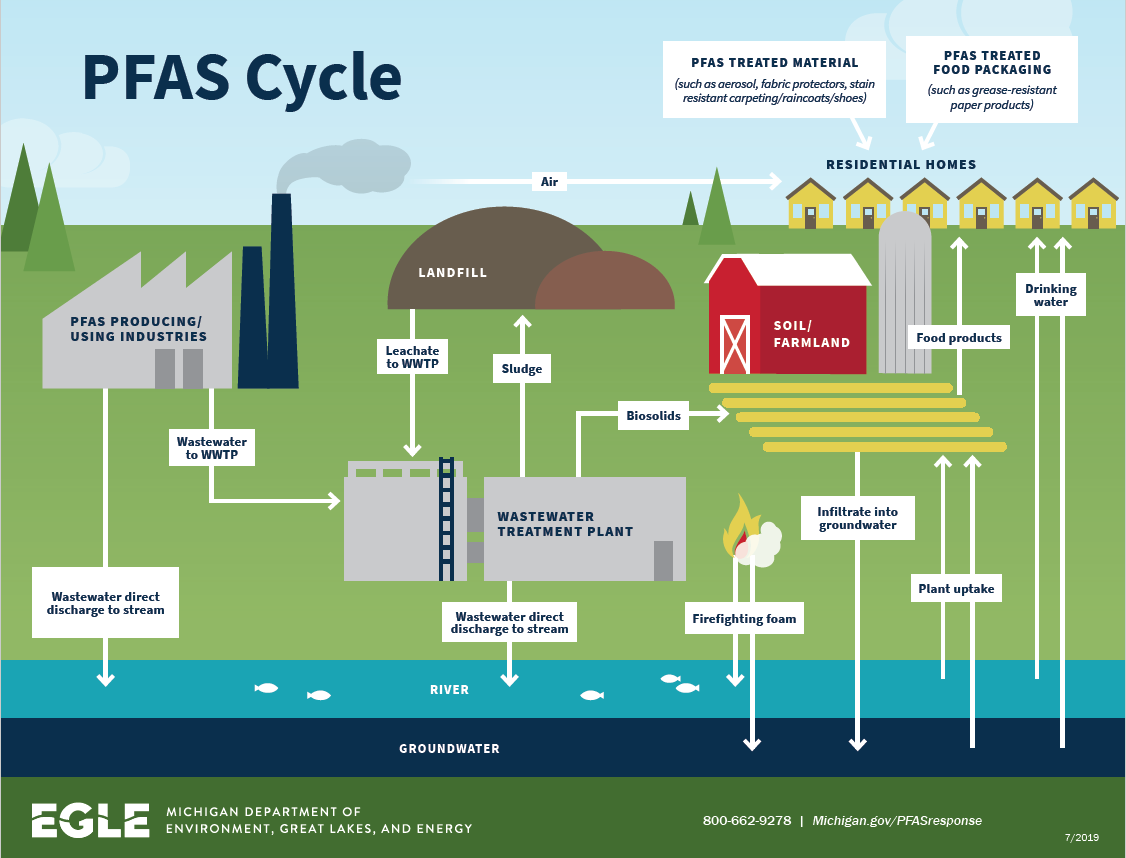 PFAS Cycle
PFAS TREATED MATERIAL
(such as aerosol, fabric protectors, stain
resistant carpeting/raincoats/shoes)
PFAS TREATED
FOOD PACKAGING
(such as grease-resistant
paper products)
RESIDENTIAL HOMES
Air
LANDFILL
PFAS PRODUCING/
USING INDUSTRIES
SOIL/
FARMLAND
Drinking
water
Food products
Leachate
to WWTP
Sludge
Biosolids
Wastewater
to WWTP
WASTEWATER
TREATMENT PLANT
Infiltrate into
groundwater
Plant uptake
Wastewater direct
discharge to stream
Wastewater direct
discharge to stream
Firefighting foam
RIVER
GROUNDWATER
EGLE
MICHIGAN DEPARTMENT OF
ENVIRONMENT, GREAT LAKES, AND ENERGY
800-662-9278 | Michigan.gov/PFASresponse
7/2019